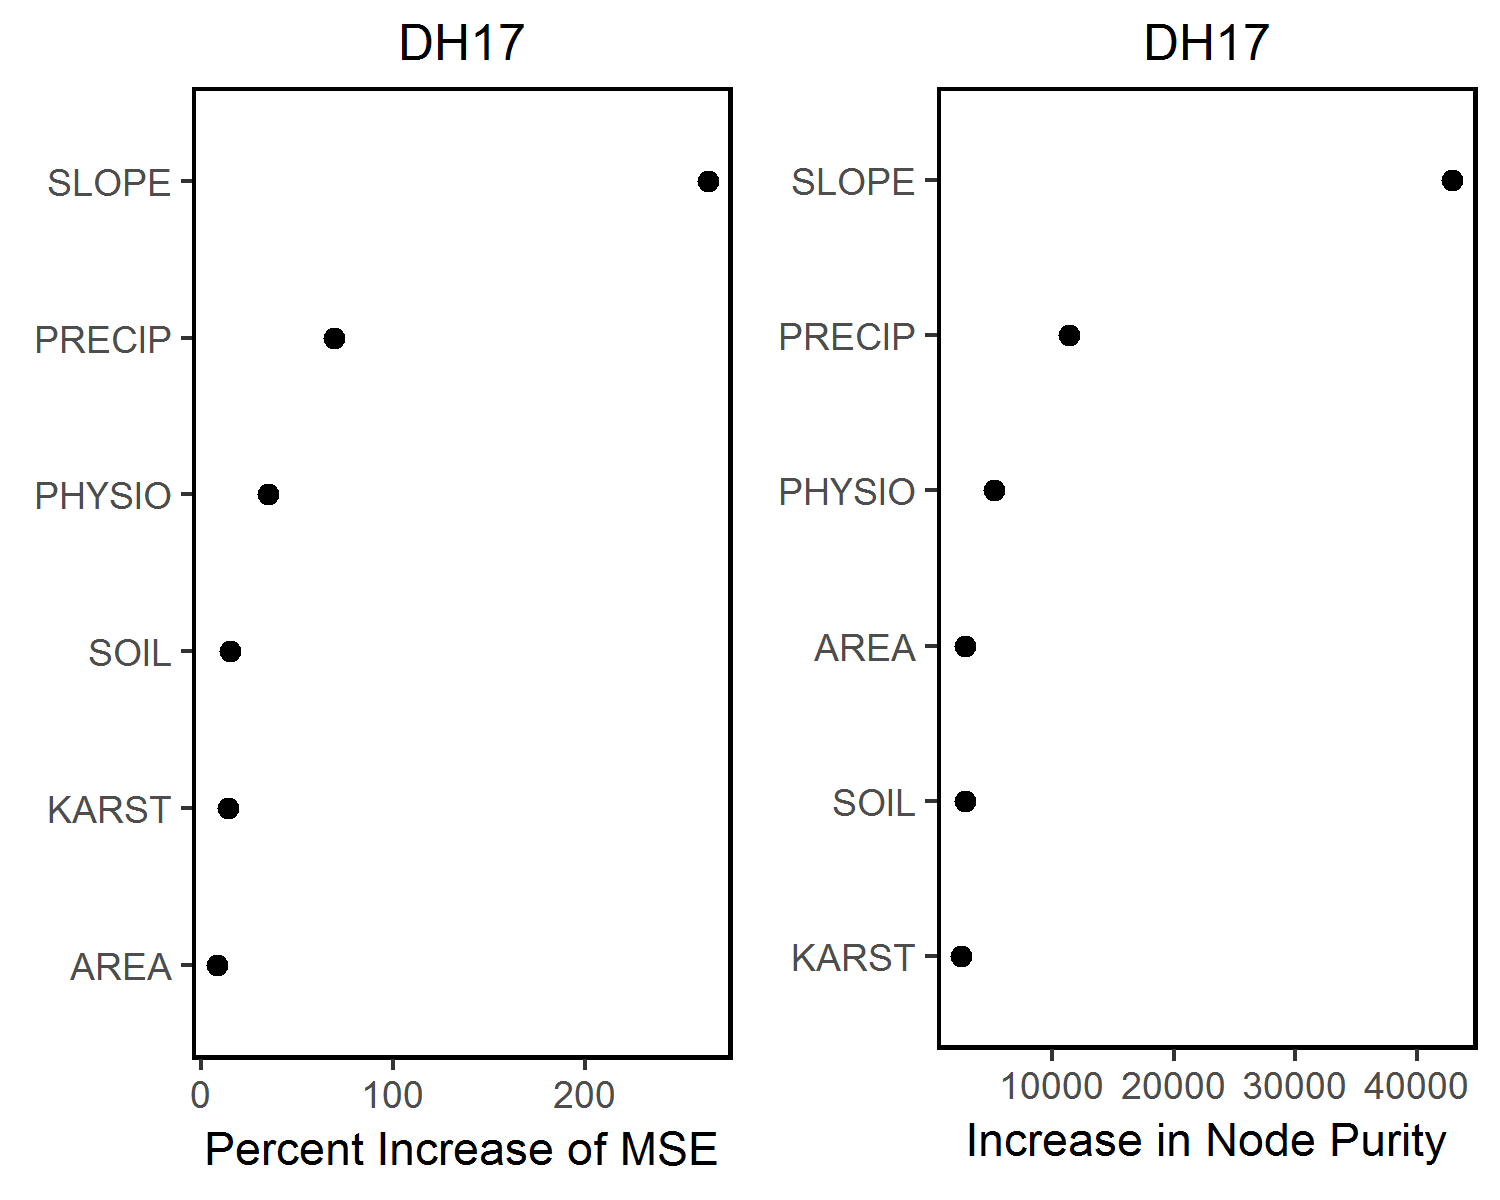 DH17
SLOPE
PRECIP
PHYSIO
SOIL
KARST
AREA
0 100 200
Percent Increase of MSE
DH17
SLOPE
PRECIP
PHYSIO
AREA
SOIL
KARST
10000 20000 30000 40000
Increase in Node Purity